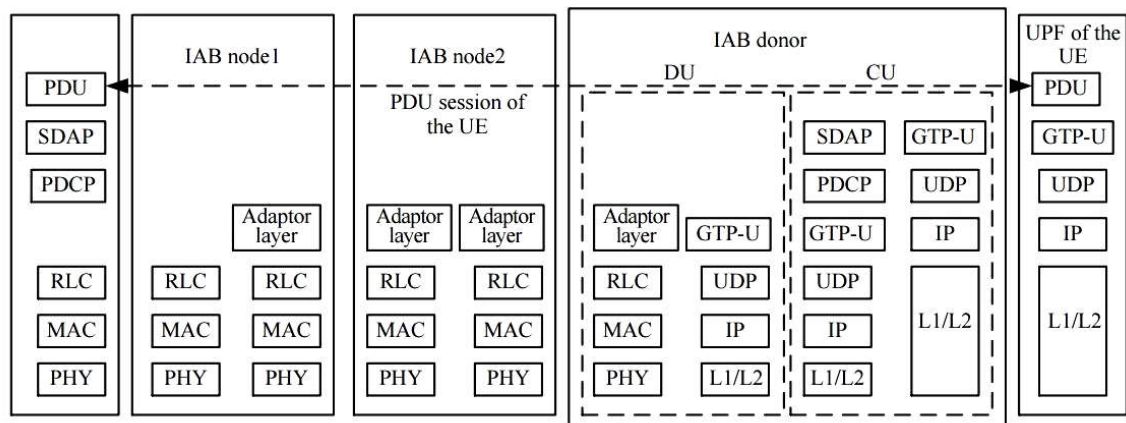 UPF of the
UE
IAB donor
IAB node1
IAB node2
DU
CU
PDU
PDU session of
the UE
PDU
SDAP
SDAP
GTP-U
GTP-U
PDCP
PDCP
UDP
UDP
Adaptor
layer
Adaptor
layer
Adaptor
layer
Adaptor
layer
GTP-U
GTP-U
IP
IP
RLC
RLC
RLC
RLC
RLC
RLC
UDP
UDP
L1/L2
L1/L2
MAC
MAC
MAC
MAC
MAC
MAC
IP
IP
PHY
PHY
PHY
PHY
PHY
PHY
L1/L2
L1/L2